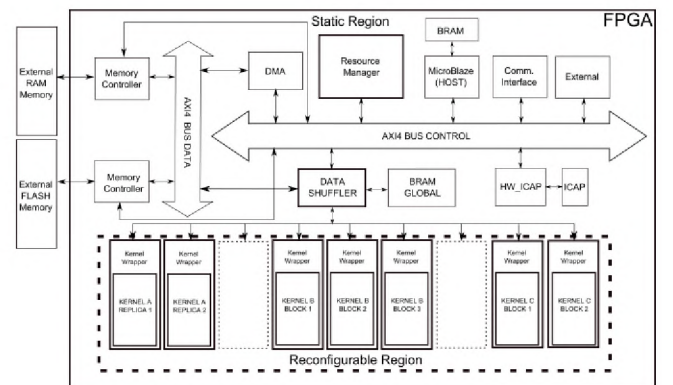 Static Region
FPGA
External
RAM
Memory
Memory
Controller
AXI4 BUS DATA
DMA
Resource
Manager
BRAM
MicroBlaze
(HOST)
Comm.
Interface
External
AXI4 BUS CONTROL
External
FLASH
Memory
Memory
Controller
DATA
SHUFFLER
BRAM
GLOBAL
HW_ICAP
ICAP
Kernel
Wrapper
KERNEL A
REPLICA 1
Kernel
Wrapper
KERNEL A
REPLICA 2
Kernel
Wrapper
KERNEL B
BLOCK 1
Kernel
Wrapper
KERNEL B
BLOCK 2
Kernel
Wrapper
KERNEL B
BLOCK 3
Kernel
Wrapper
KERNEL C
BLOCK 1
Kernel
Wrapper
KERNEL C
BLOCK 2
Reconfigurable Region